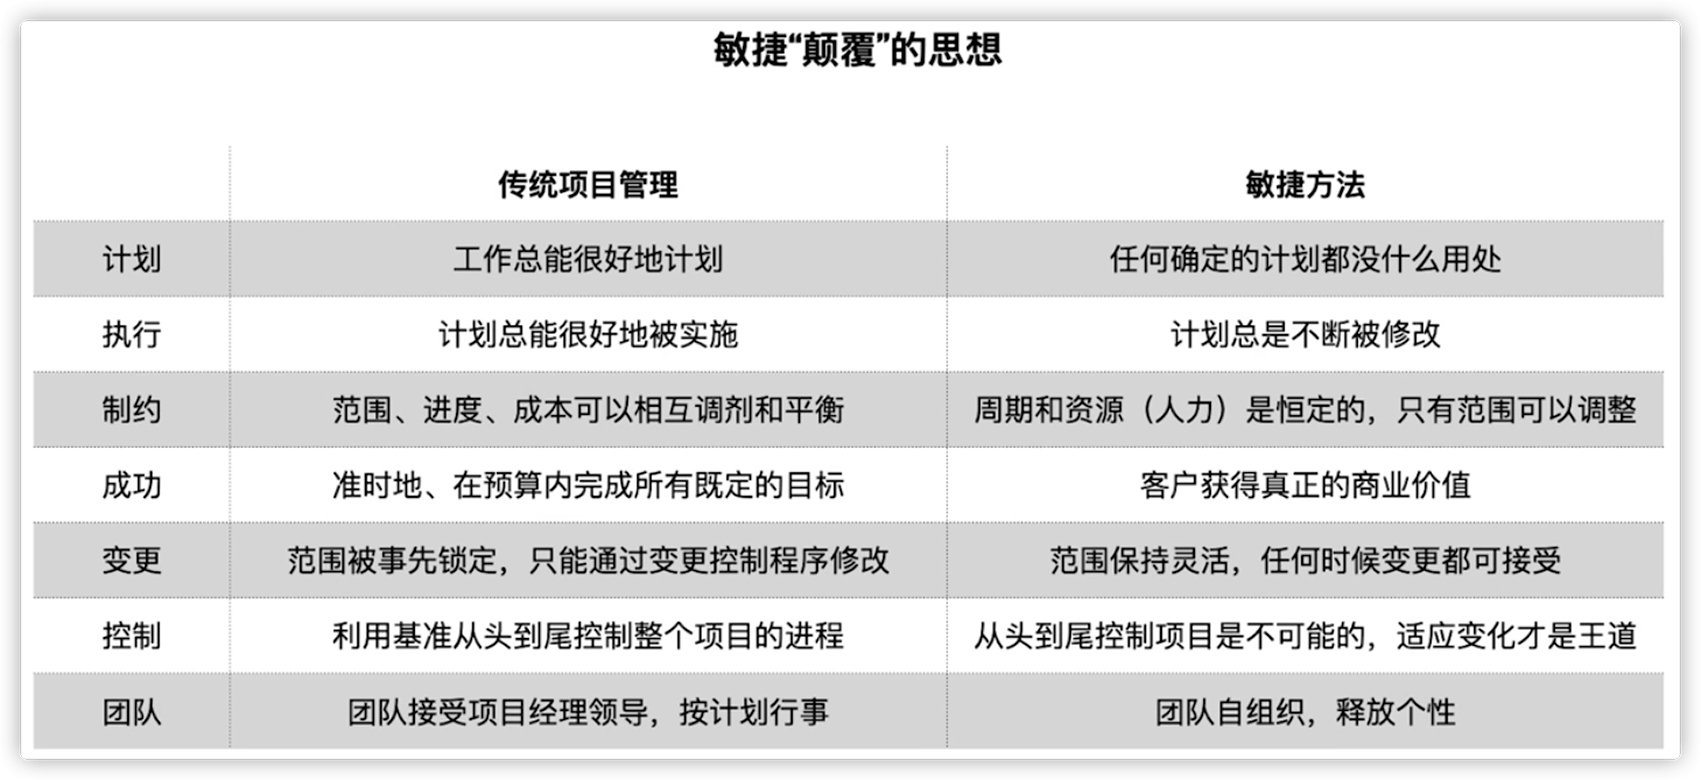 敏捷“颠覆”的思想
传统项目管理 敏捷方法
计划 工作总能很好地计划 任何确定的计划都没什么用处
执行 计划总能很好地被实施 计划总是不断被修改
制约 范围、进度、成本可以相互调剂和平衡 周期和资源（人力）是恒定的，只有范围可以调整
成功 准时地、在预算内完成所有既定的目标 客户获得真正的商业价值
变更 范围被事先锁定，只能通过变更控制程序修改 范围保持灵活，任何时候变更都可接受
控制 利用基准从头到尾控制整个项目的进程 从头到尾控制项目是不可能的，适应变化才是王道
团队 团队接受项目经理领导，按计划行事 团队自组织，释放个性